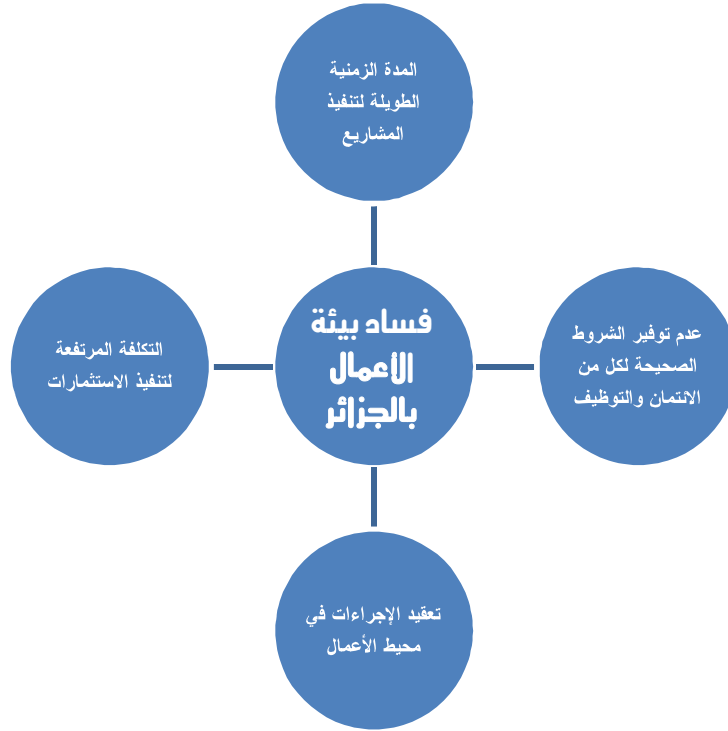 المدة الزمنية
الطويلة لتنفيذ
المشاريع
عدم توفير الشروط
الصحيحة لكل من
الائتمان والتوظيف
فساد بيئة
الأعمال
بالجزائر
التكلفة المرتفعة
لتنفيذ الاستثمارات
تعقيد الإجراءات في
محيط الأعمال